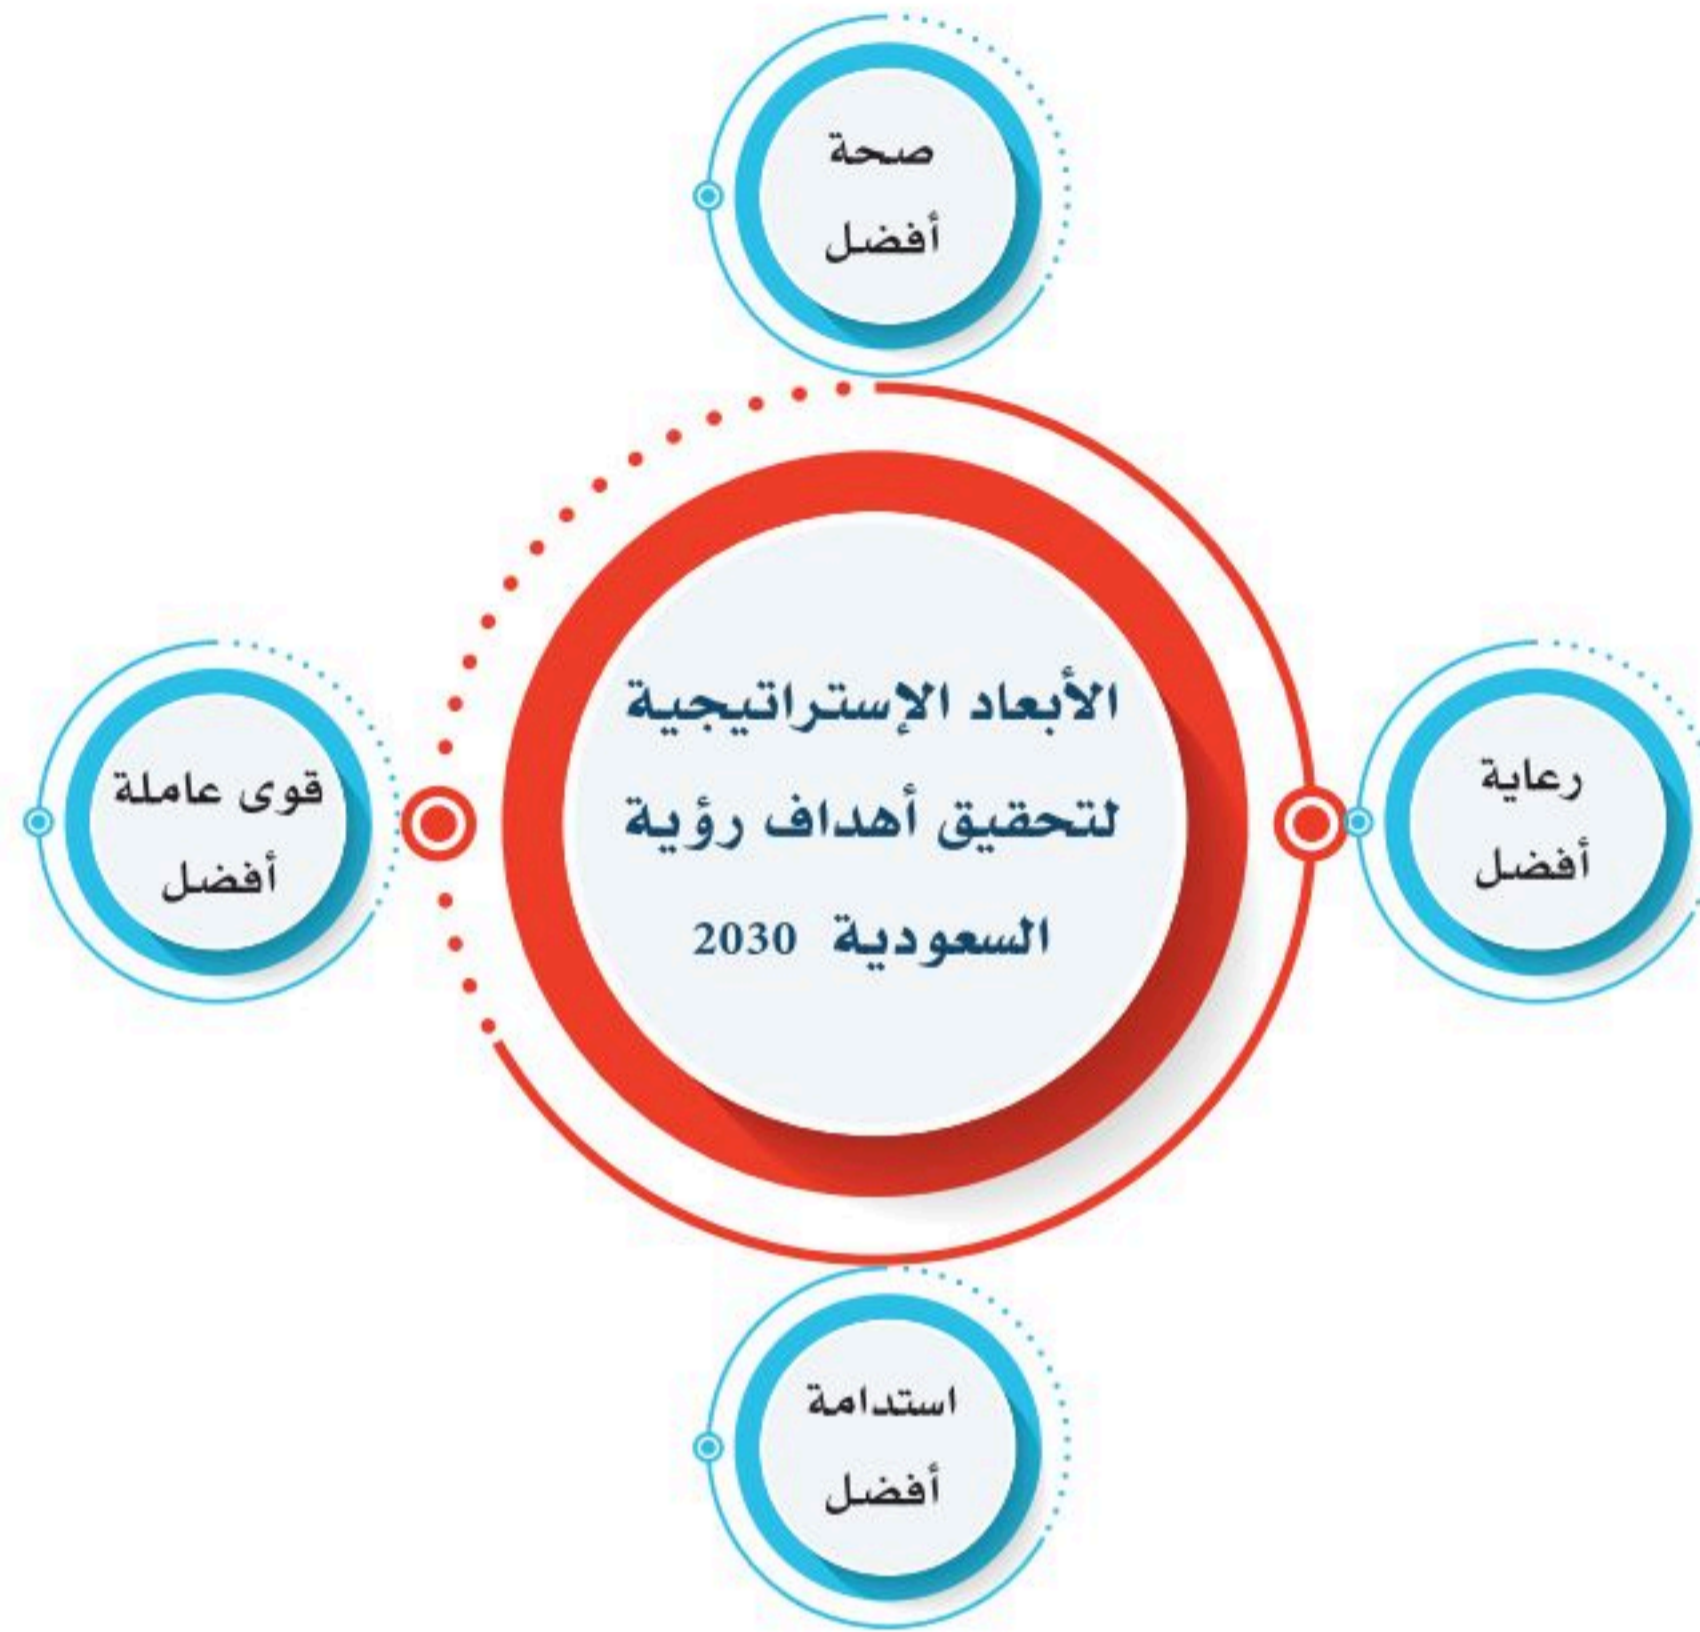 صحة
أفضل
الأبعاد الإستراتيجية
لتحقيق أهداف رؤية
السعودية 2030
رعاية
أفضل
قوى عاملة
أفضل
استدامة
أفضل